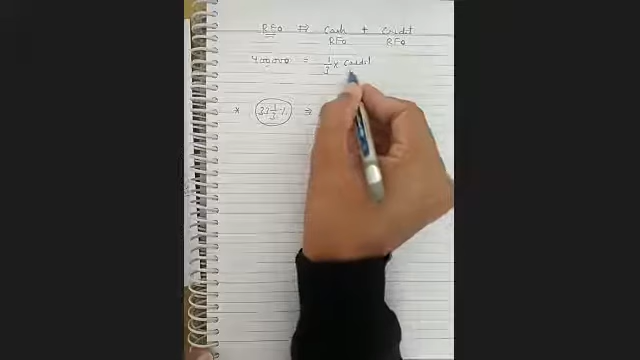 RFO ⇒ Cash + Credit
RFO RFO
400000 = 1/3 x Credit
* 33 1/3 % ⇒